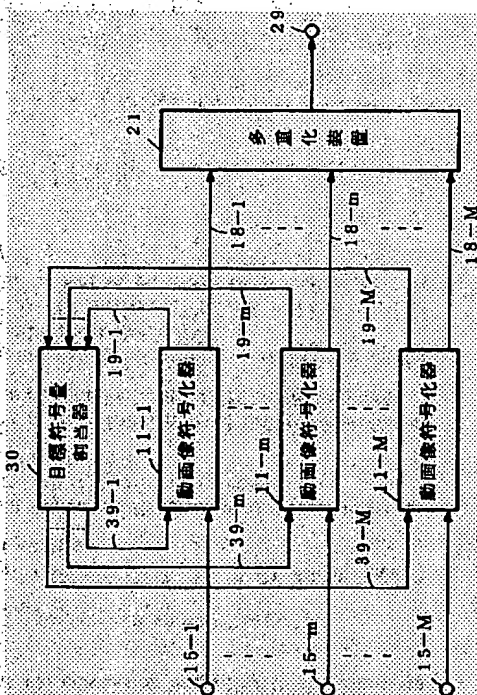 30
目標符号量
割当器
39-1
19-1
39-m
19-m
39-M
19-M
15-1
11-1
動画像符号化器
18-1
15-m
11-m
動画像符号化器
18-m
15-M
11-M
動画像符号化器
18-M
21
多重化装置
29